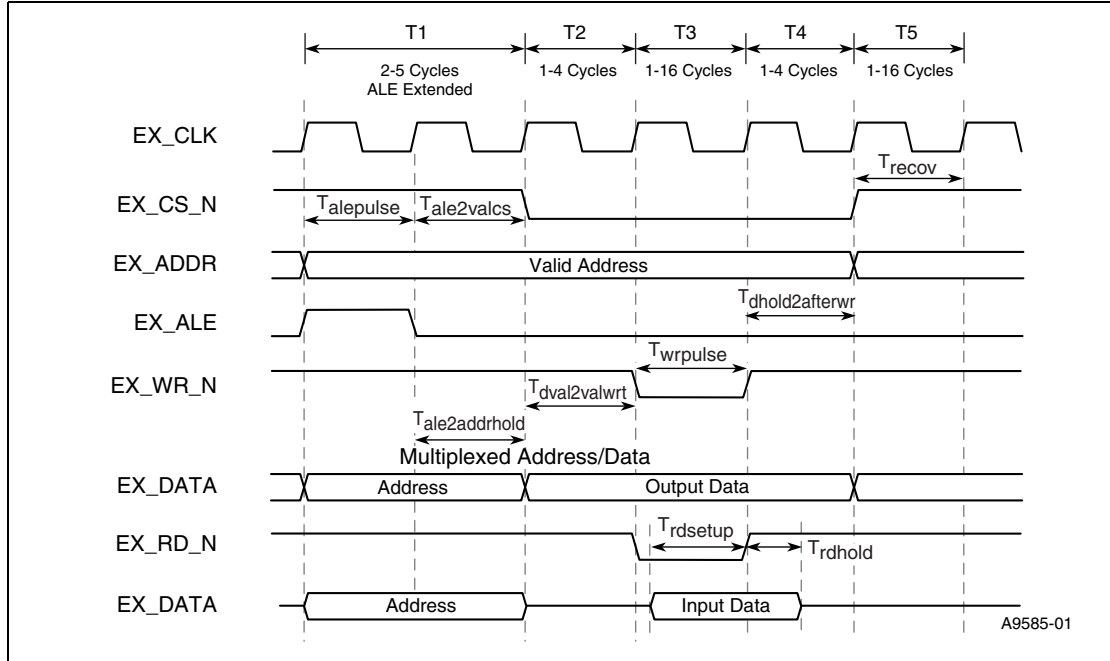 T1 T2 T3 T4 T5
2-5 Cycles 1-4 Cycles 1-16 Cycles 1-4 Cycles 1-16 Cycles
ALE Extended
EX_CLK
Trecov
EX_CS_N
Talepulse Tale2valcs
EX_ADDR
Valid Address
Tdhold2afterwr
EX_ALE
Twrpulse
EX_WR_N
Tdval2valwrt
Tale2addrhold
Multiplexed Address/Data
EX_DATA
Address Output Data
EX_RD_N
Trdsetup
Trdhold
EX_DATA
Address Input Data
A9585-01